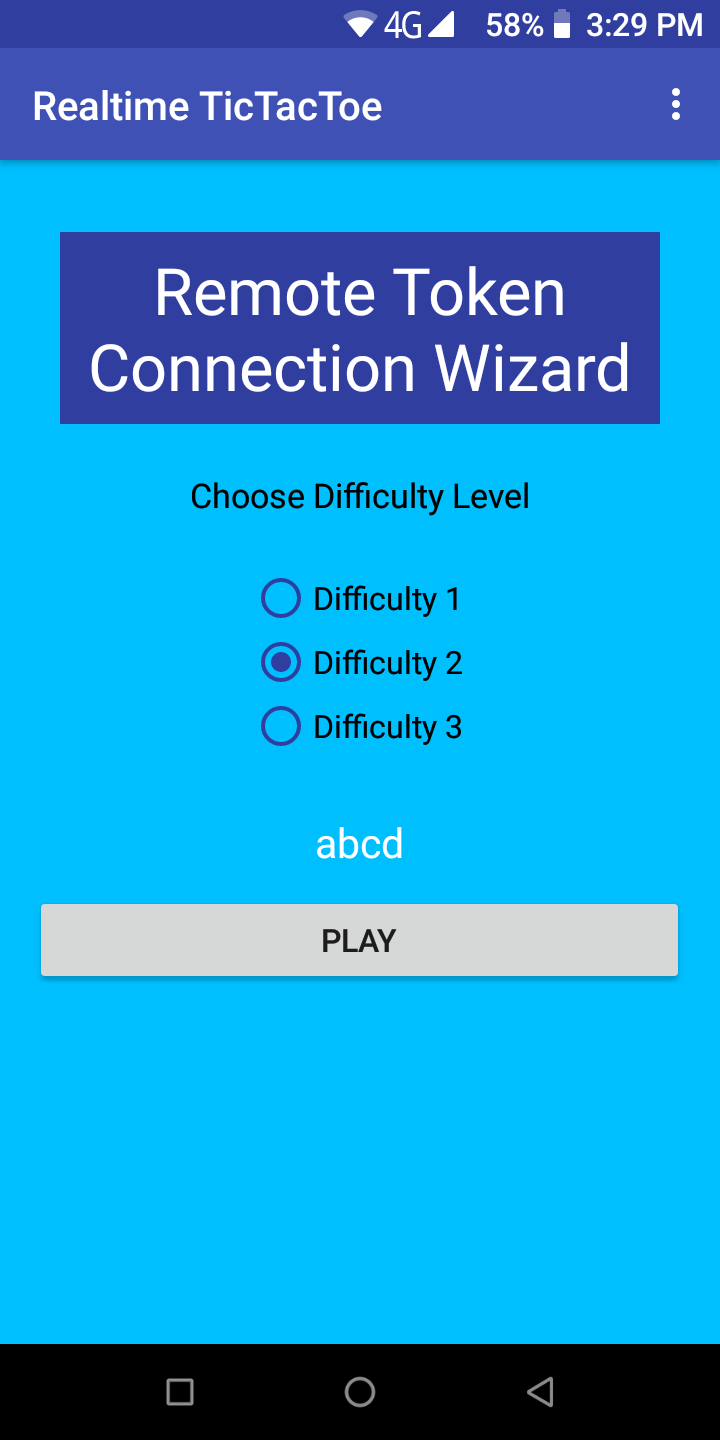 4G 58% 3:29 PM
Realtime TicTacToe
Remote Token
Connection Wizard
Choose Difficulty Level
Difficulty 1
Difficulty 2
Difficulty 3
abcd
PLAY